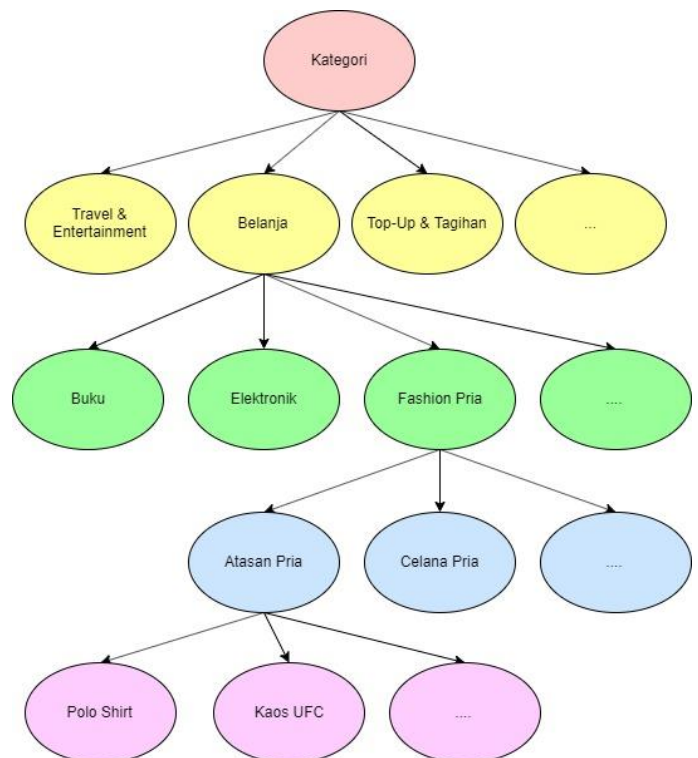 Kategori
Travel &
Entertainment
Belanja
Top-Up & Tagihan
...
Buku
Elektronik
Fashion Pria
....
Atasan Pria
Celana Pria
....
Polo Shirt
Kaos UFC
....